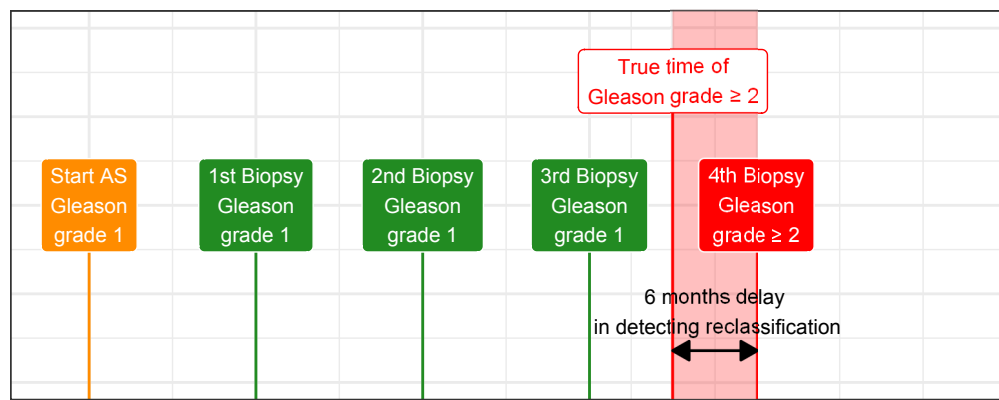 True time of
Gleason grade ≥ 2
Start AS
Gleason
grade 1
1st Biopsy
Gleason
grade 1
2nd Biopsy
Gleason
grade 1
3rd Biopsy
Gleason
grade 1
4th Biopsy
Gleason
grade ≥ 2
6 months delay
in detecting reclassification